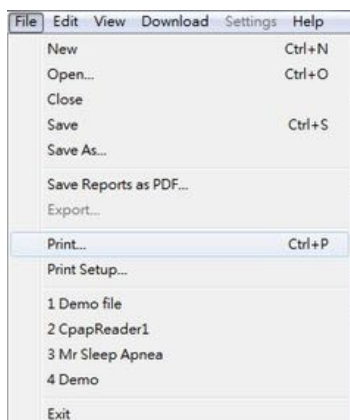 File Edit View Download Settings Help
New Ctrl+N
Open... Ctrl+O
Close
Save Ctrl+S
Save As...
Save Reports as PDF...
Export...
Print... Ctrl+P
Print Setup...
1 Demo file
2 CpapReader1
3 Mr Sleep Apnea
4 Demo
Exit